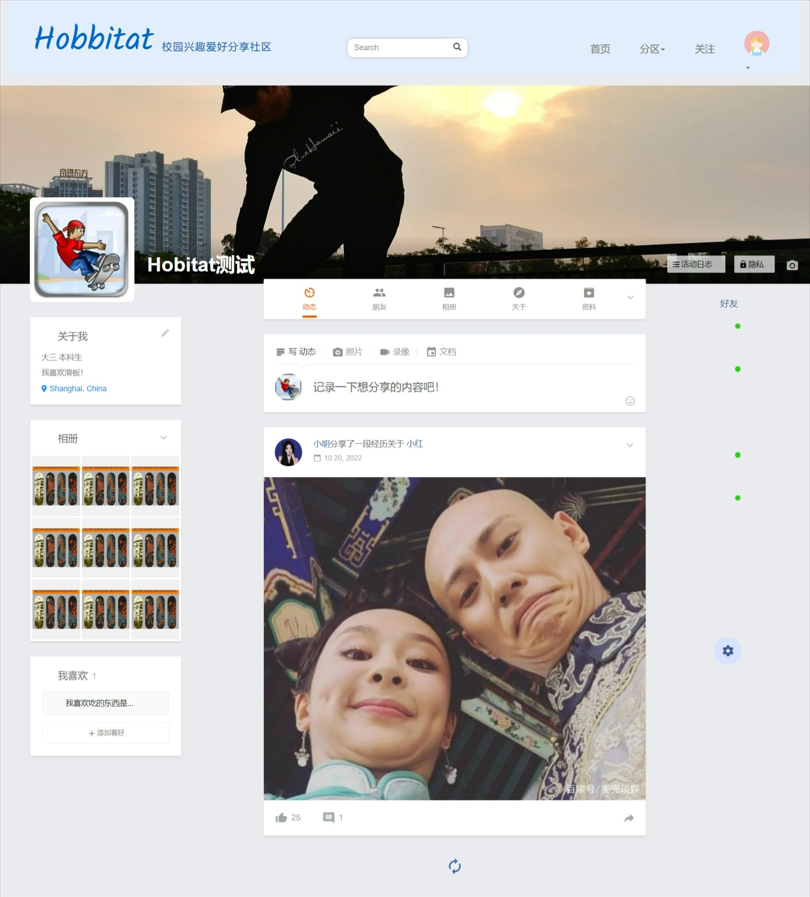 Hobbitat 校园兴趣爱好分享社区
Search
首页 分区 关注
Hobitat测试
活动日志 隐私
动态 朋友 相册 关于 资料
好友
关于我
大三 本科生
我喜欢滑板！
Shanghai, China
写 动态 照片 录像 文档
记录一下想分享的内容吧！
相册
小明分享了一段经历关于 小红
10.20, 2022
我喜欢 1
我喜欢吃的东西是...
+ 添加喜好
百家号/
25 1